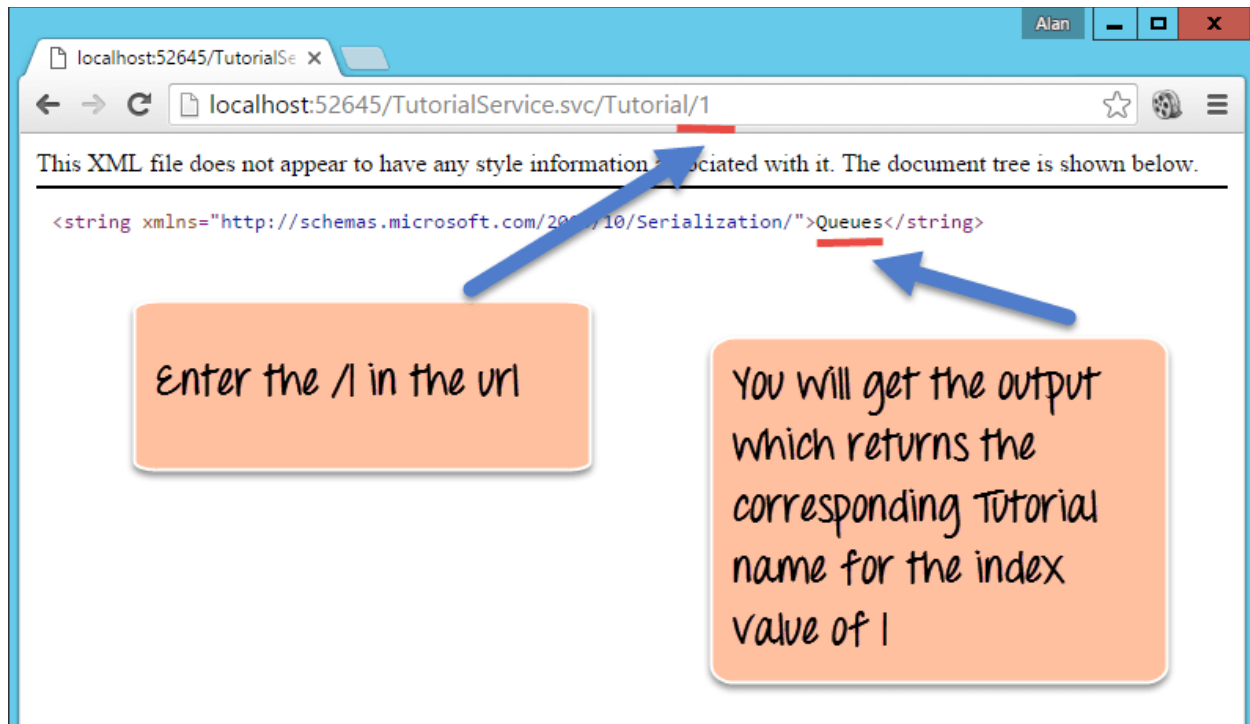 Alan
localhost:52645/TutorialSe
localhost:52645/TutorialService.svc/Tutorial/1
This XML file does not appear to have any style information associated with it. The document tree is shown below.
<string xmlns="http://schemas.microsoft.com/2003/10/Serialization/">Queues</string>
Enter the /1 in the url
You will get the output
which returns the
corresponding Tutorial
name for the index
value of 1